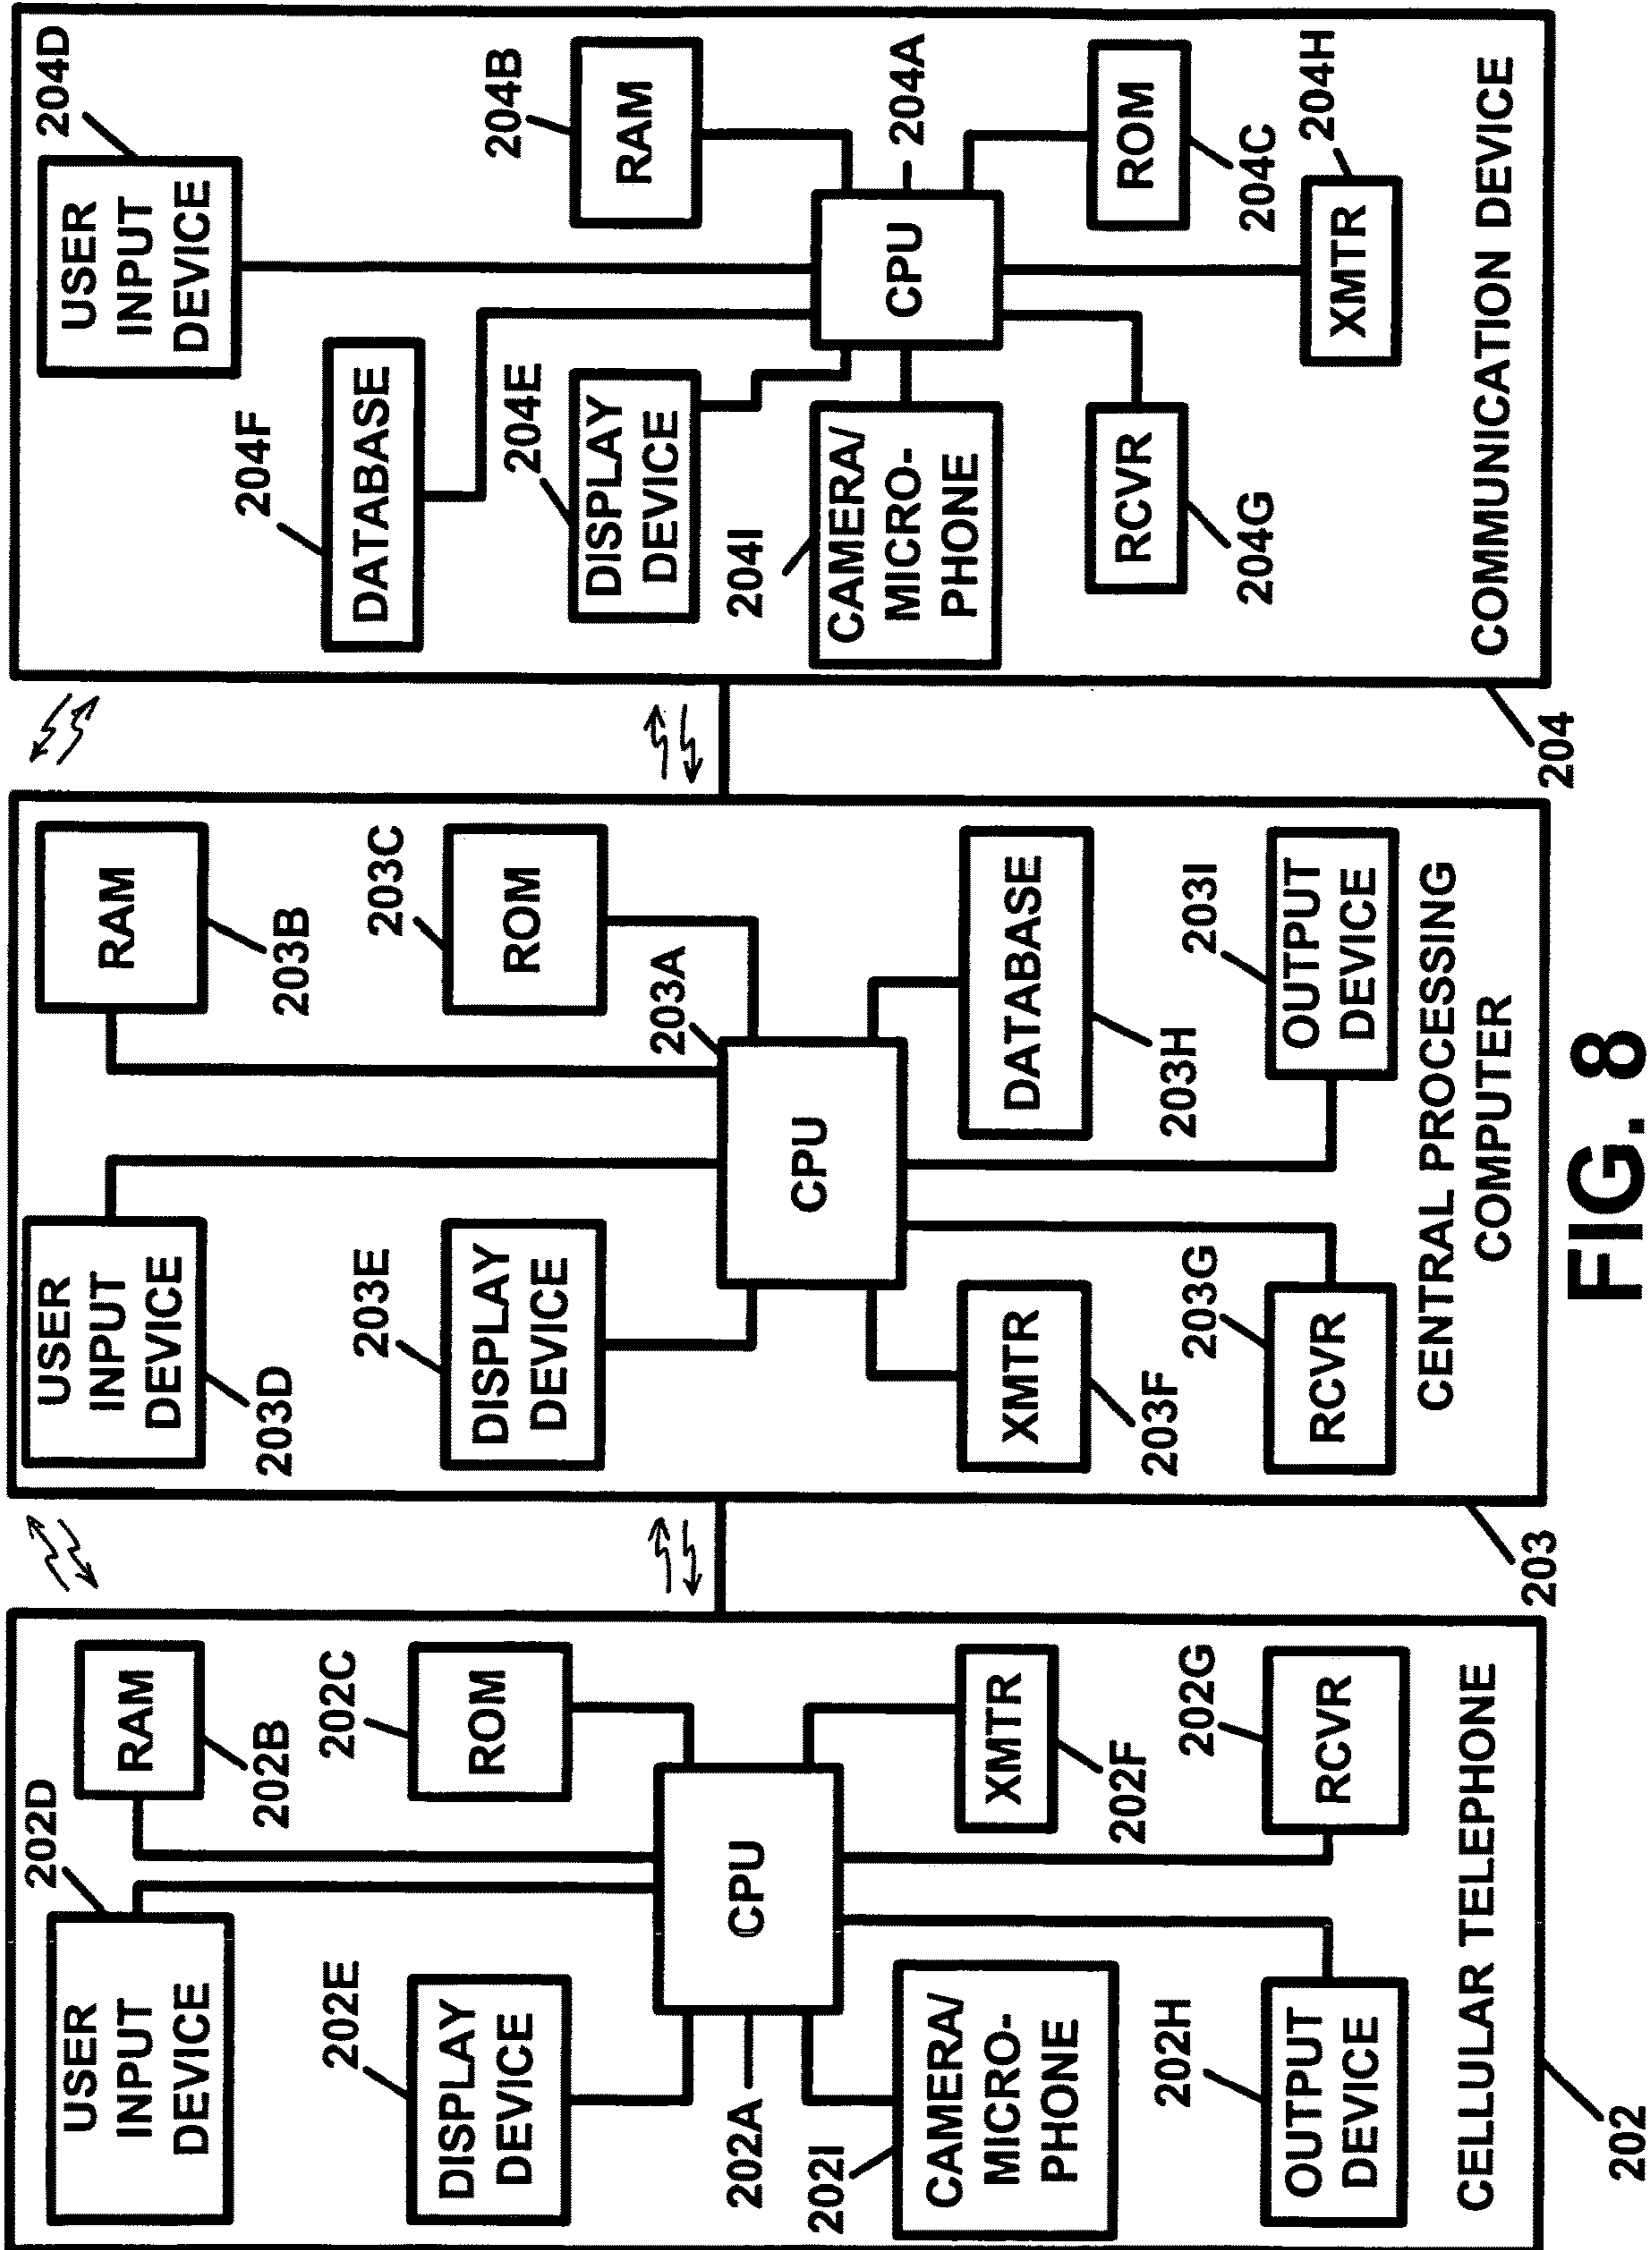 202D
USER
INPUT
DEVICE
RAM
202B
202E
DISPLAY
DEVICE
202C
ROM
202A
CPU
202I
CAMERA/
MICRO-
PHONE
XMTR
202F
202H
OUTPUT
DEVICE
202G
RCVR
CELLULAR TELEPHONE
202
USER
INPUT
DEVICE
203D
RAM
203B
203E
DISPLAY
DEVICE
203C
ROM
203A
CPU
XMTR
203F
DATABASE
203H
203G
RCVR
203I
OUTPUT
DEVICE
CENTRAL PROCESSING
COMPUTER
203
204D
USER
INPUT
DEVICE
204F
DATABASE
204E
DISPLAY
DEVICE
204B
RAM
204I
CAMERA/
MICRO-
PHONE
CPU
204A
RCVR
204G
ROM
204C
204H
XMTR
COMMUNICATION DEVICE
204
FIG. 8